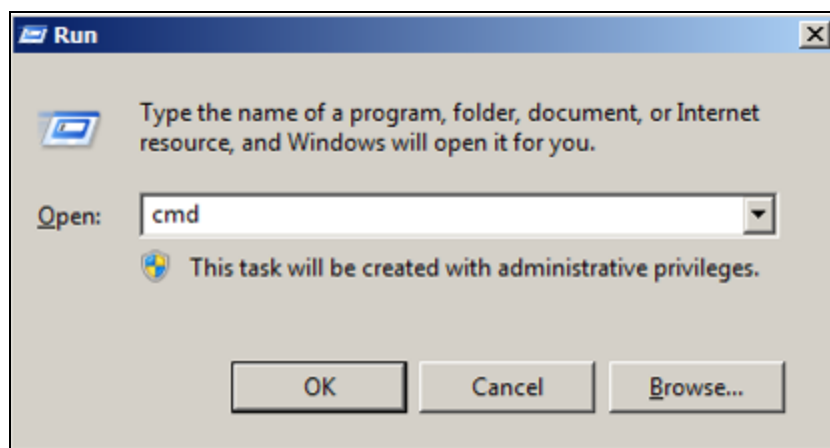 Run
Type the name of a program, folder, document, or Internet
resource, and Windows will open it for you.
Open: cmd
This task will be created with administrative privileges.
OK Cancel Browse...